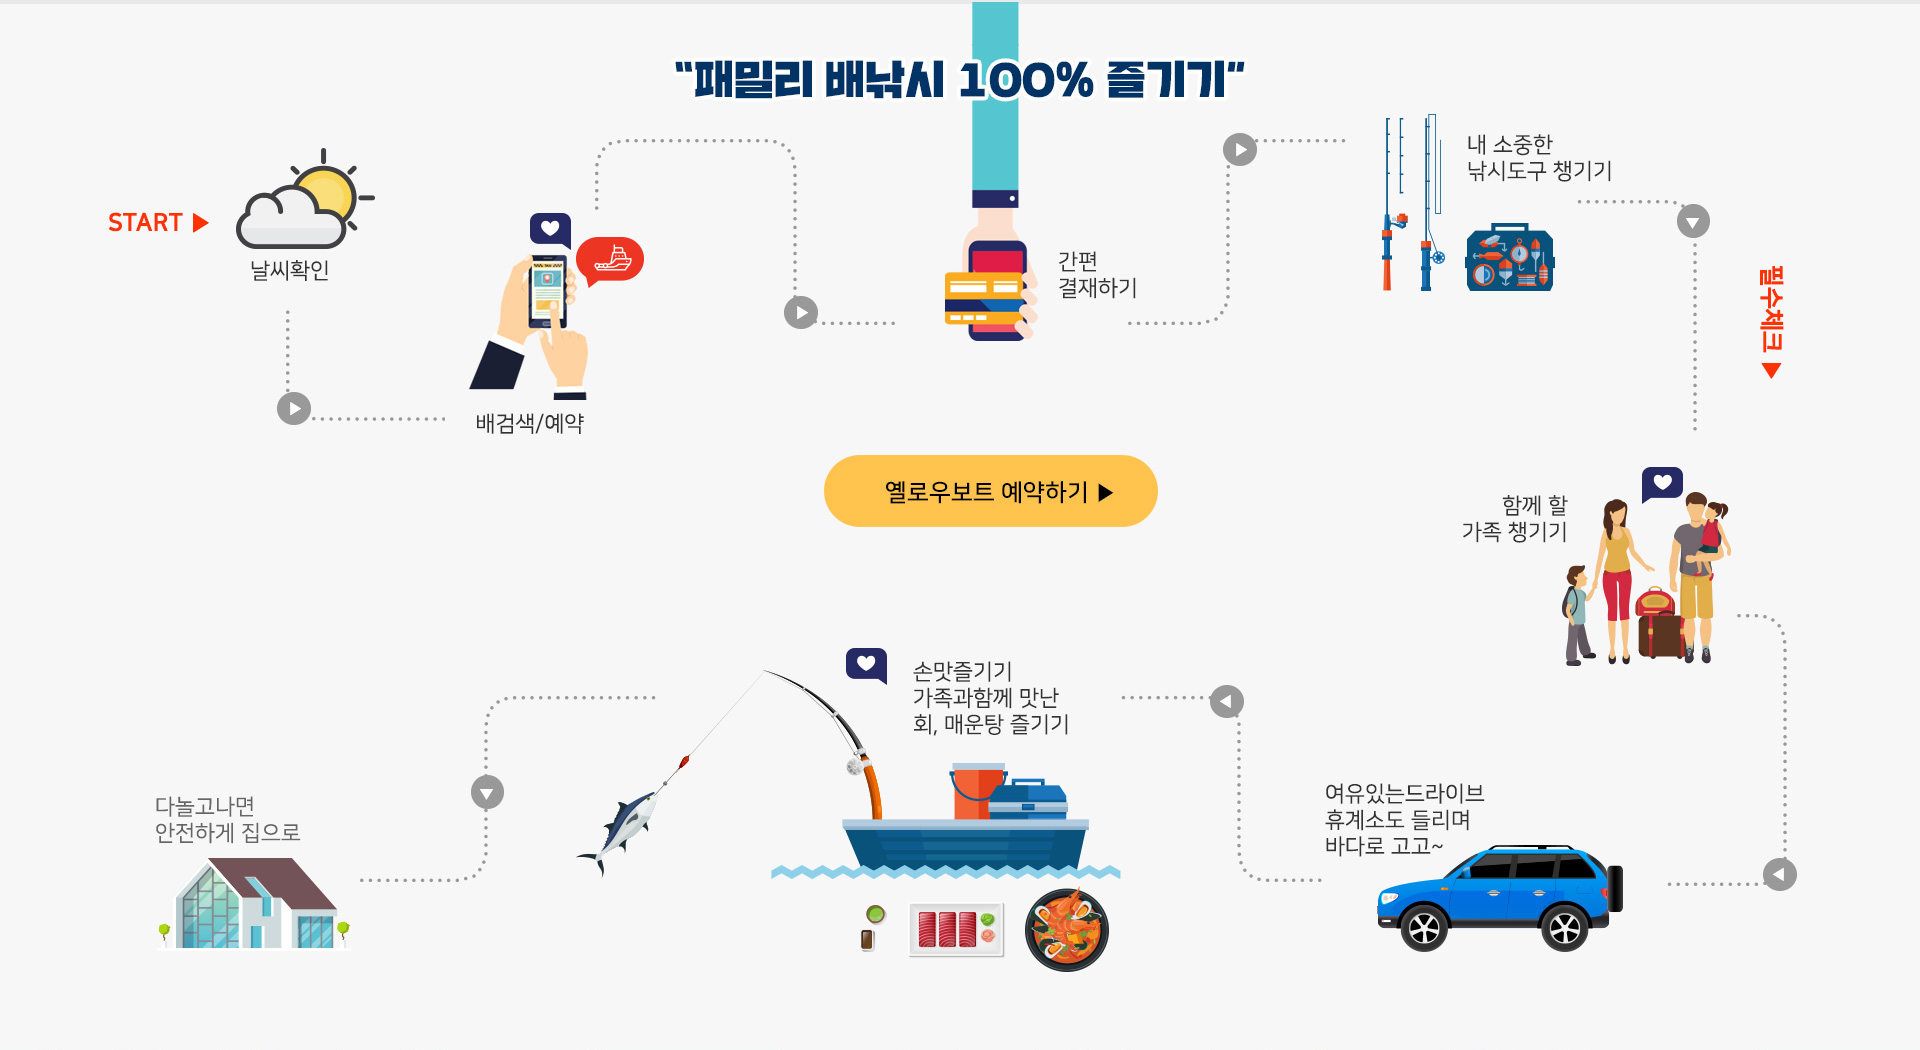 “패밀리 배낚시 100% 즐기기”
START ▶
날씨확인
배검색/예약
간편
결재하기
내 소중한
낚시도구 챙기기
필수체크 ▶
함께 할
가족 챙기기
옐로우보트 예약하기 ▶
여유있는드라이브
휴계소도 들리며
바다로 고고~
손맛즐기기
가족과함께 맛난
회, 매운탕 즐기기
다놀고나면
안전하게 집으로